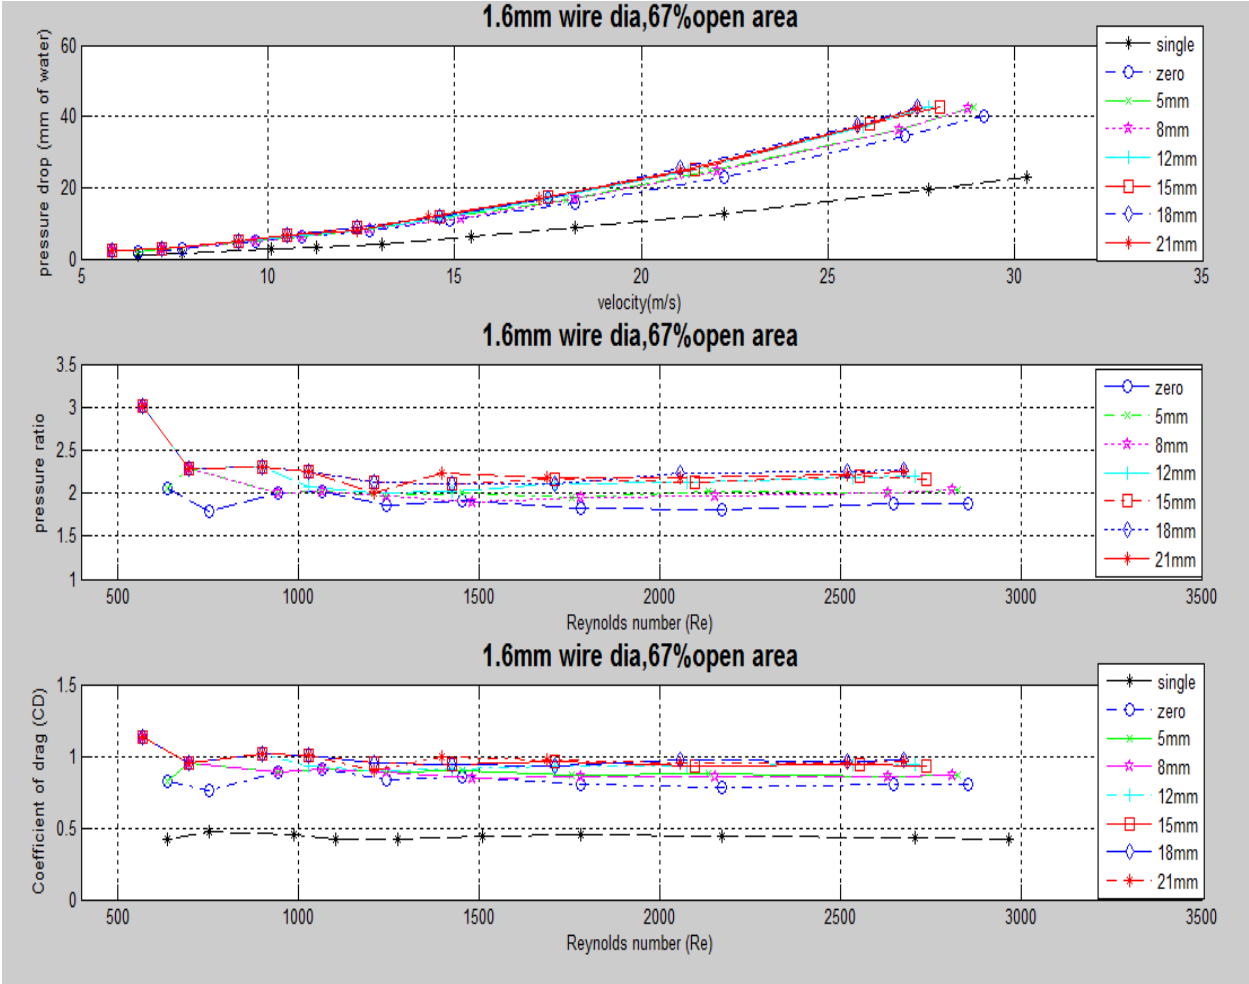 1.6mm wire dia,67%open area
pressure drop (mm of water)
60
40
20
0
5
10
15
20
25
30
35
velocity(m/s)
single
zero
5mm
8mm
12mm
15mm
18mm
21mm
1.6mm wire dia,67%open area
pressure ratio
3.5
3
2.5
2
1.5
1
500
1000
1500
2000
2500
3000
3500
Reynolds number (Re)
zero
5mm
8mm
12mm
15mm
18mm
21mm
1.6mm wire dia,67%open area
Coefficient of drag (CD)
1.5
1
0.5
0
500
1000
1500
2000
2500
3000
3500
Reynolds number (Re)
single
zero
5mm
8mm
12mm
15mm
18mm
21mm